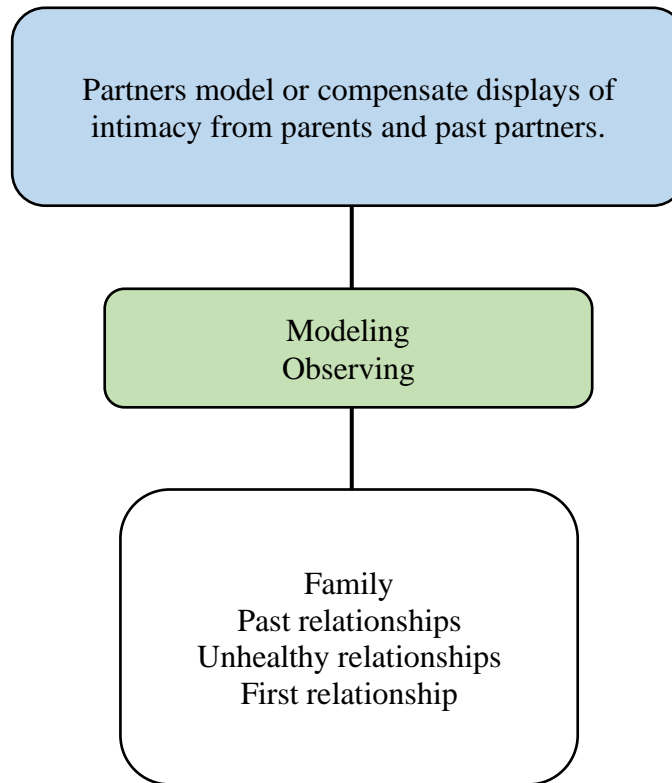 Partners model or compensate displays of
intimacy from parents and past partners.
Modeling
Observing
Family
Past relationships
Unhealthy relationships
First relationship